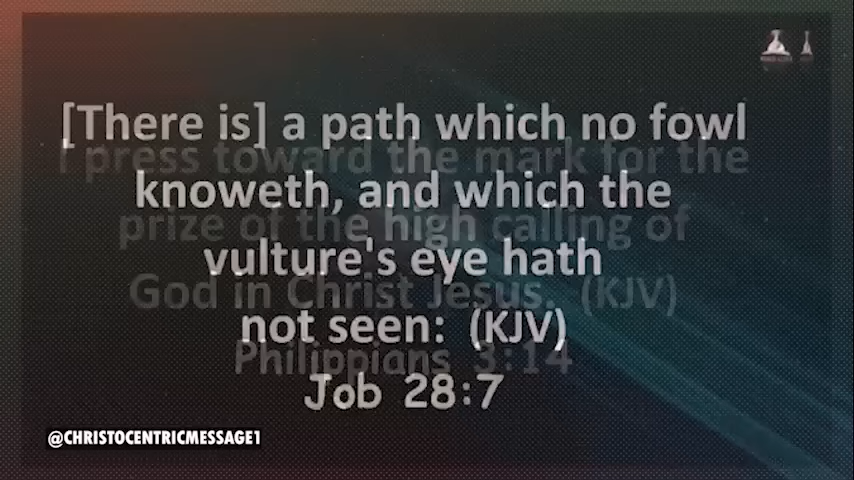 [There is] a path which no fowl
knoweth, and which the
vulture's eye hath
not seen: (KJV)
Job 28:7
I press toward the mark for the
prize of the high calling of
God in Christ Jesus. (KJV)
Philippians 3:14
@CHRISTOCENTRICMESSAGE1